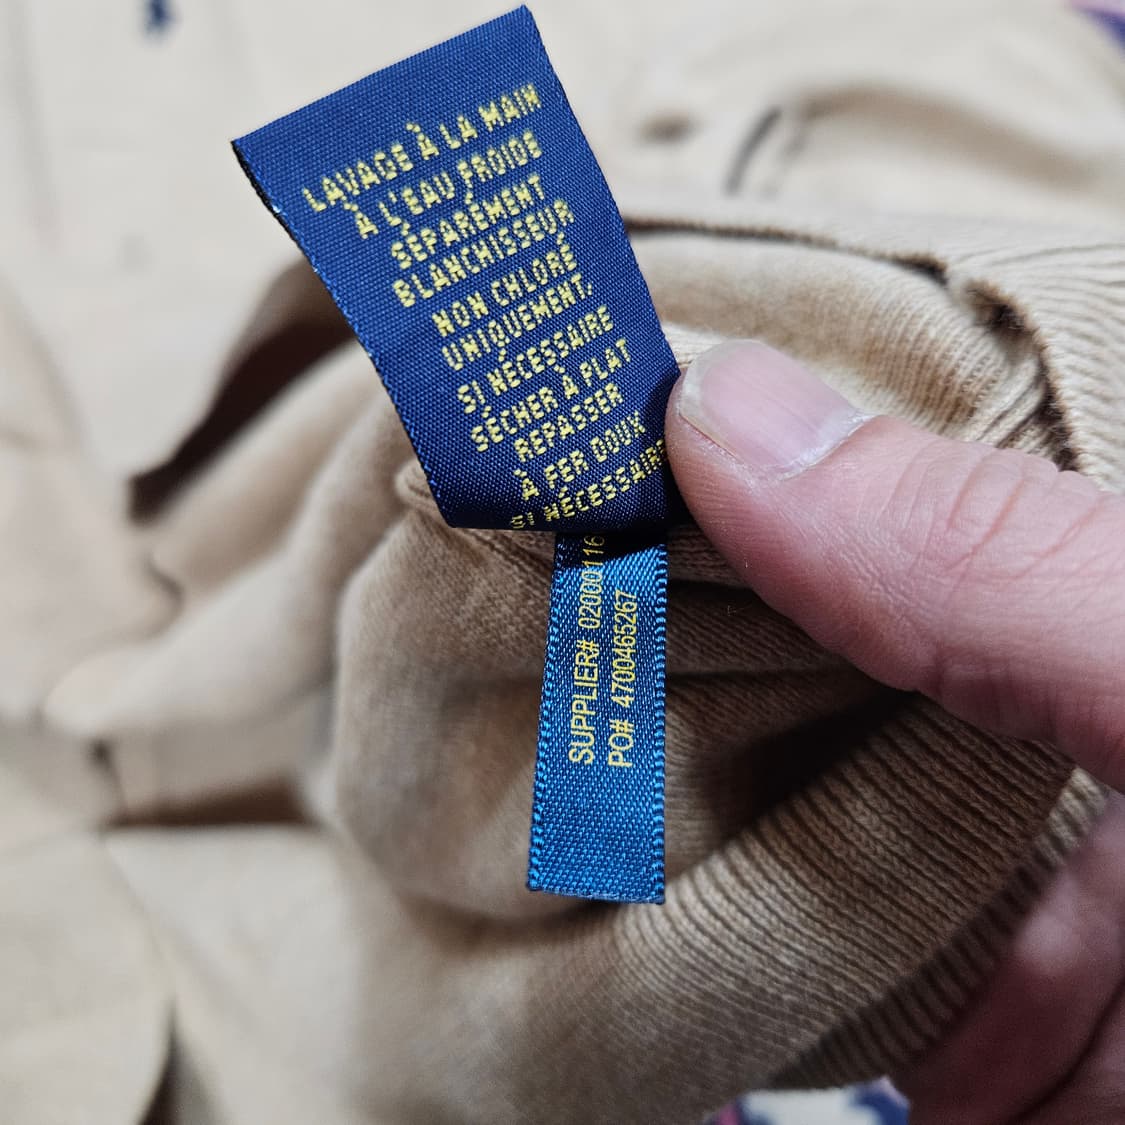 LAVAGE À LA MAIN
À L'EAU FROIDE
SÉPARÉMENT
BLANCHISSEUR
NON CHLORÉ
UNIQUEMENT.
SI NÉCESSAIRE
SÉCHER À PLAT
REPASSER
À FER DOUX
SI NÉCESSAIRE
SUPPLIER# 02000116
PO# 4700465267